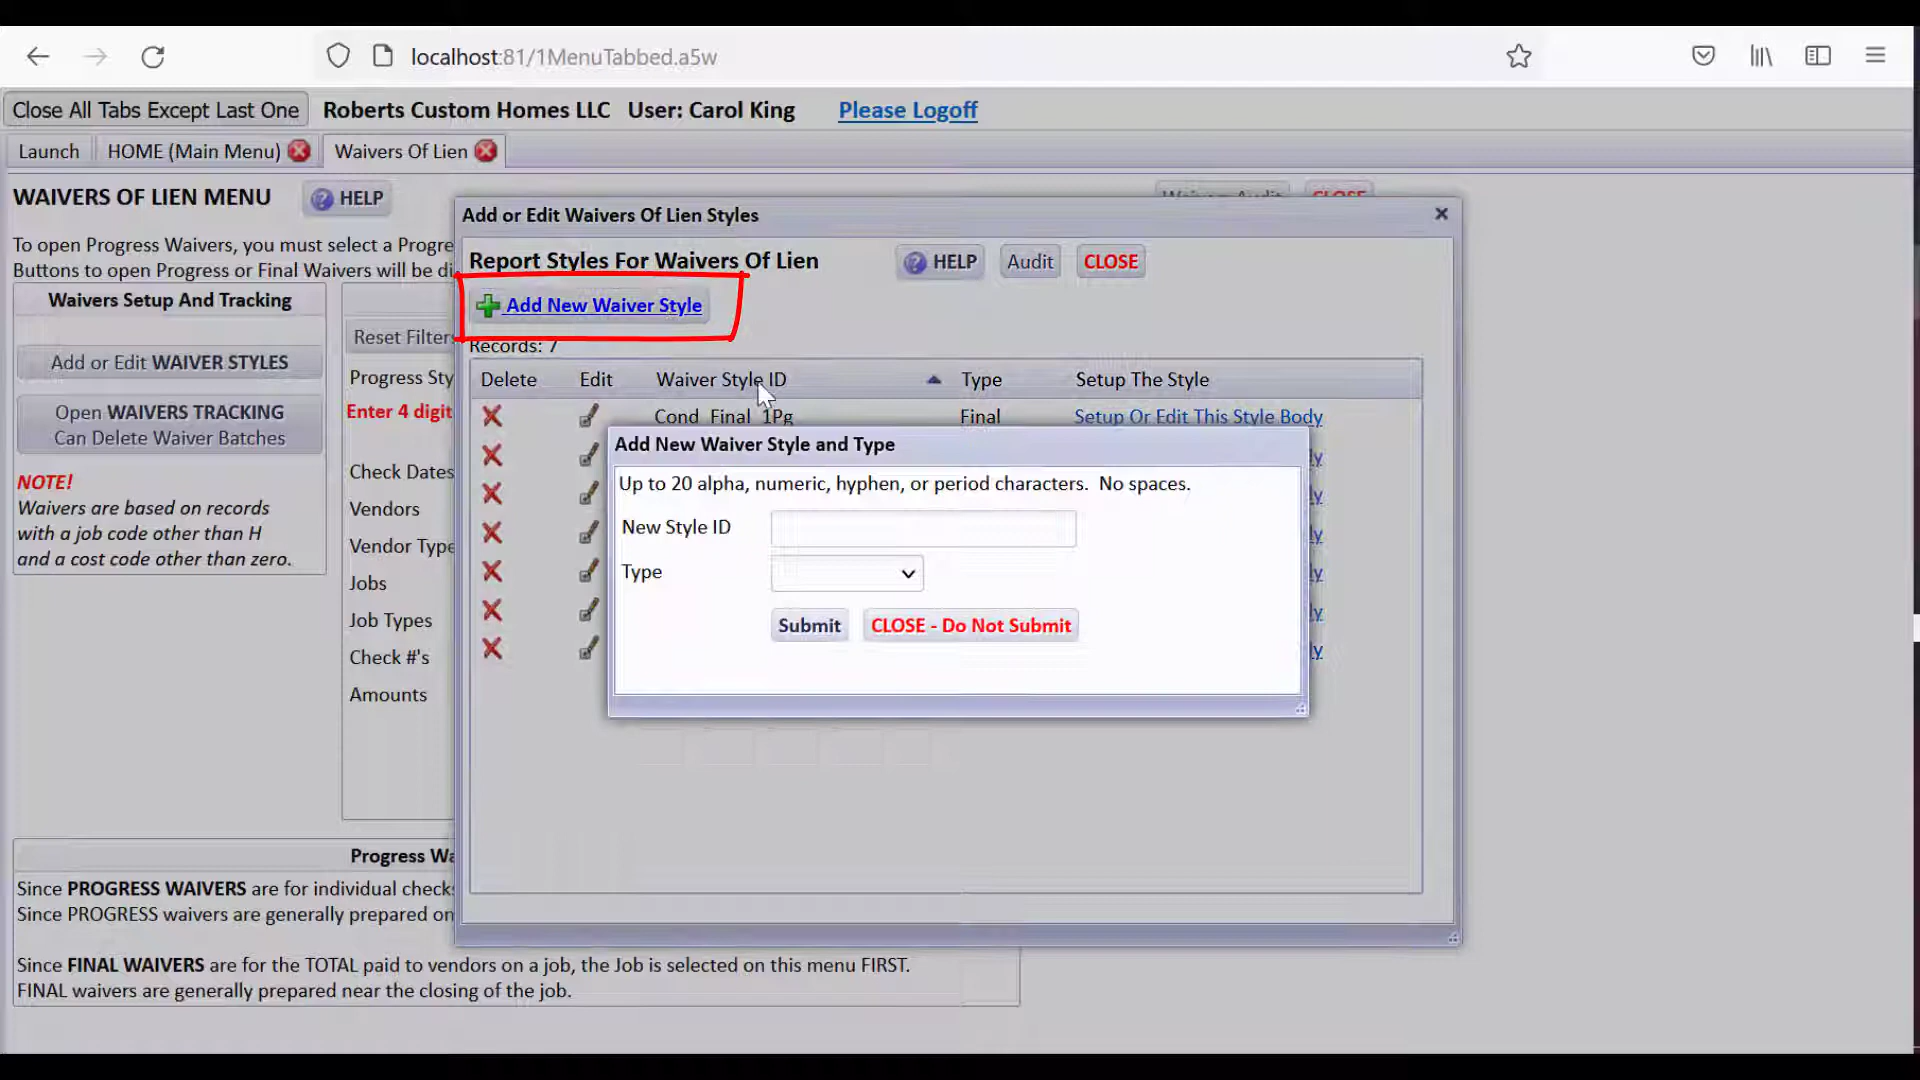 localhost:81/1MenuTabbed.a5w
Close All Tabs Except Last One Roberts Custom Homes LLC User: Carol King Please Logoff
Launch HOME (Main Menu) Waivers Of Lien
WAIVERS OF LIEN MENU HELP
To open Progress Waivers, you must select a Progre
Buttons to open Progress or Final Waivers will be di
Waivers Setup And Tracking
Add or Edit WAIVER STYLES
Open WAIVERS TRACKING
Can Delete Waiver Batches
NOTE!
Waivers are based on records
with a job code other than H
and a cost code other than zero.
Reset Filters
Progress Sty
Enter 4 digit
Check Dates
Vendors
Vendor Type
Jobs
Job Types
Check #'s
Amounts
Waivers Audit CLOSE
Add or Edit Waivers Of Lien Styles
Report Styles For Waivers Of Lien HELP Audit CLOSE
Add New Waiver Style
Records: 7
Delete Edit Waiver Style ID Type Setup The Style
Cond_Final_1Pg Final Setup Or Edit This Style Body
Add New Waiver Style and Type
Up to 20 alpha, numeric, hyphen, or period characters. No spaces.
New Style ID
Type
Submit CLOSE - Do Not Submit
ly
ly
ly
ly
ly
ly
Progress Wa
Since PROGRESS WAIVERS are for individual checks
Since PROGRESS waivers are generally prepared on
Since FINAL WAIVERS are for the TOTAL paid to vendors on a job, the Job is selected on this menu FIRST.
FINAL waivers are generally prepared near the closing of the job.